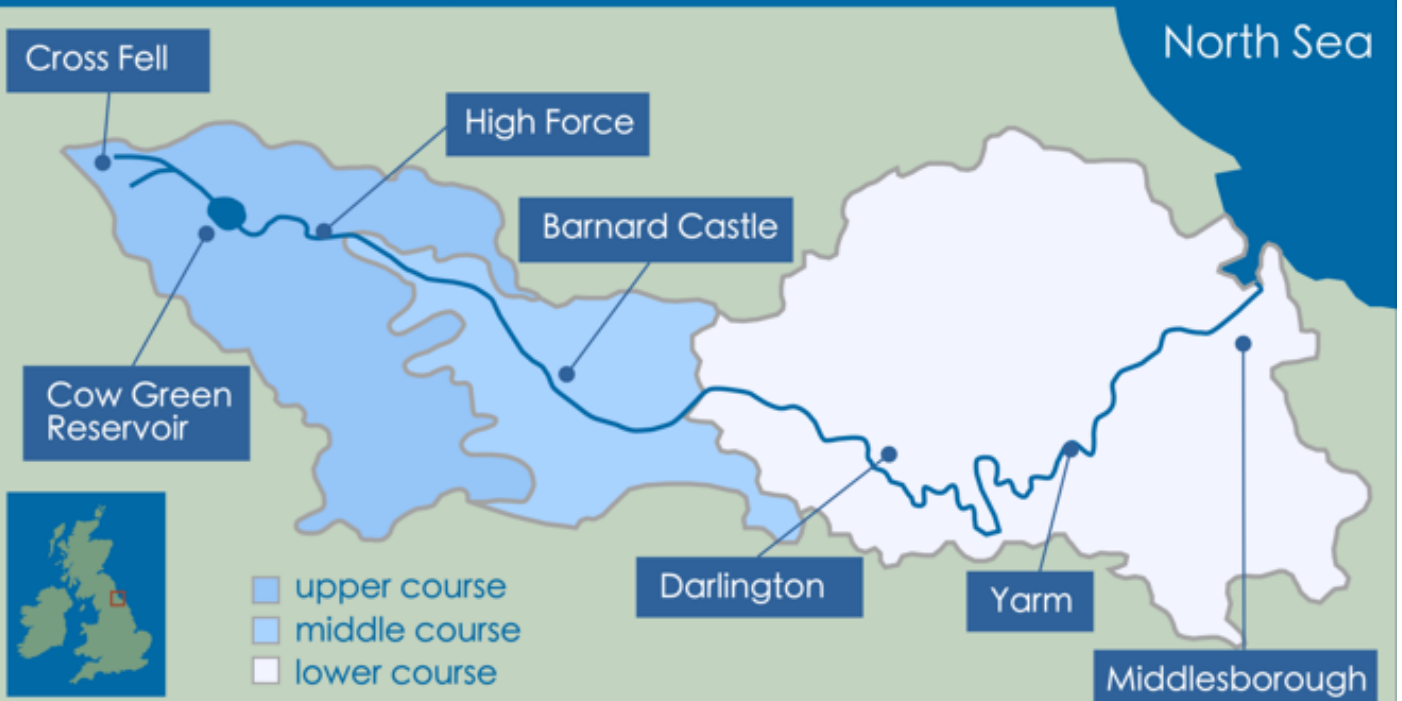 North Sea
Cross Fell
High Force
Barnard Castle
Cow Green
Reservoir
upper course
middle course
lower course
Darlington
Yarm
Middlesborough